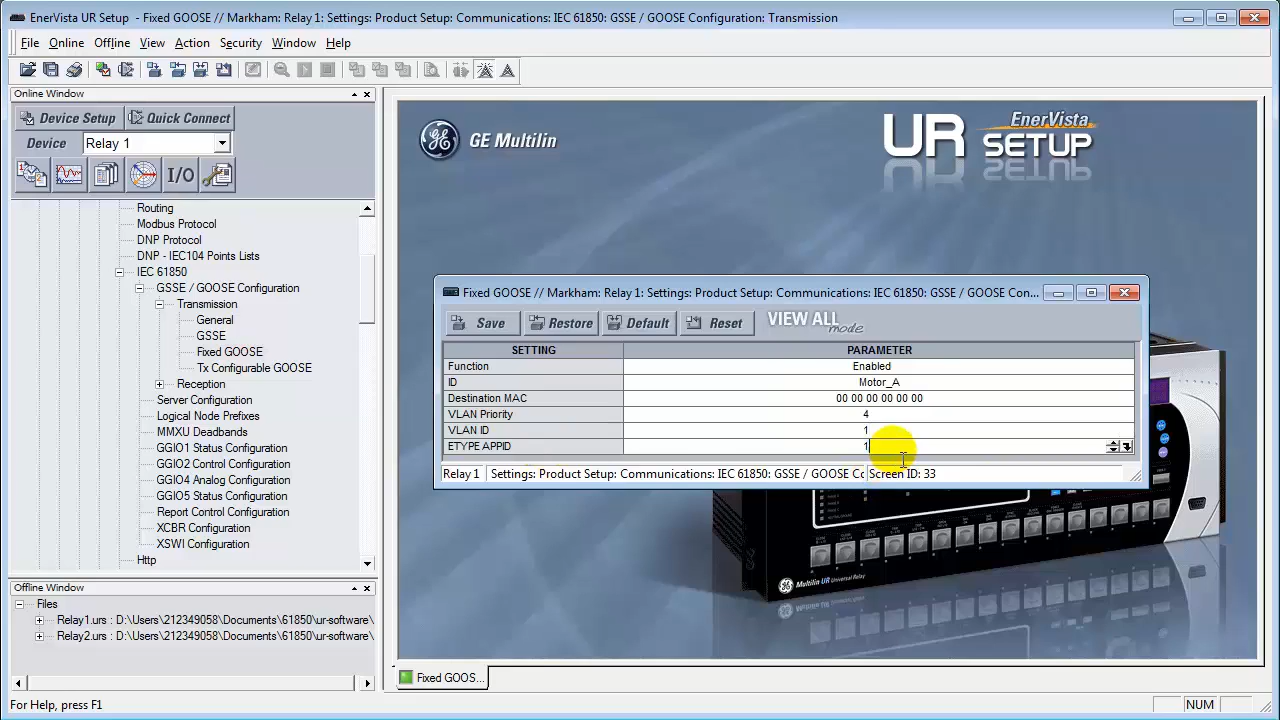 EnerVista UR Setup - Fixed GOOSE // Markham: Relay 1: Settings: Product Setup: Communications: IEC 61850: GSSE / GOOSE Configuration: Transmission
File Online Offline View Action Security Window Help
Online Window
Device Setup Quick Connect
Device Relay 1
I/O
Routing
Modbus Protocol
DNP Protocol
DNP - IEC104 Points Lists
IEC 61850
GSSE / GOOSE Configuration
Transmission
General
GSSE
Fixed GOOSE
Tx Configurable GOOSE
Reception
Server Configuration
Logical Node Prefixes
MMXU Deadbands
GGIO1 Status Configuration
GGIO2 Control Configuration
GGIO4 Analog Configuration
GGIO5 Status Configuration
Report Control Configuration
XCBR Configuration
XSWI Configuration
Http
Offline Window
Files
Relay1.urs : D:\Users\212349058\Documents\61850\ur-software\
Relay2.urs : D:\Users\212349058\Documents\61850\ur-software\
GE Multilin
UR EnerVista SETUP
Fixed GOOSE // Markham: Relay 1: Settings: Product Setup: Communications: IEC 61850: GSSE / GOOSE Con...
Save Restore Default Reset VIEW ALL mode
SETTING PARAMETER
Function Enabled
ID Motor_A
Destination MAC 00 00 00 00 00 00
VLAN Priority 4
VLAN ID 1
ETYPE APPID 1
Relay 1 Settings: Product Setup: Communications: IEC 61850: GSSE / GOOSE Cc Screen ID: 33
Multilin UR Universal Relay
Fixed GOOS...
For Help, press F1
NUM